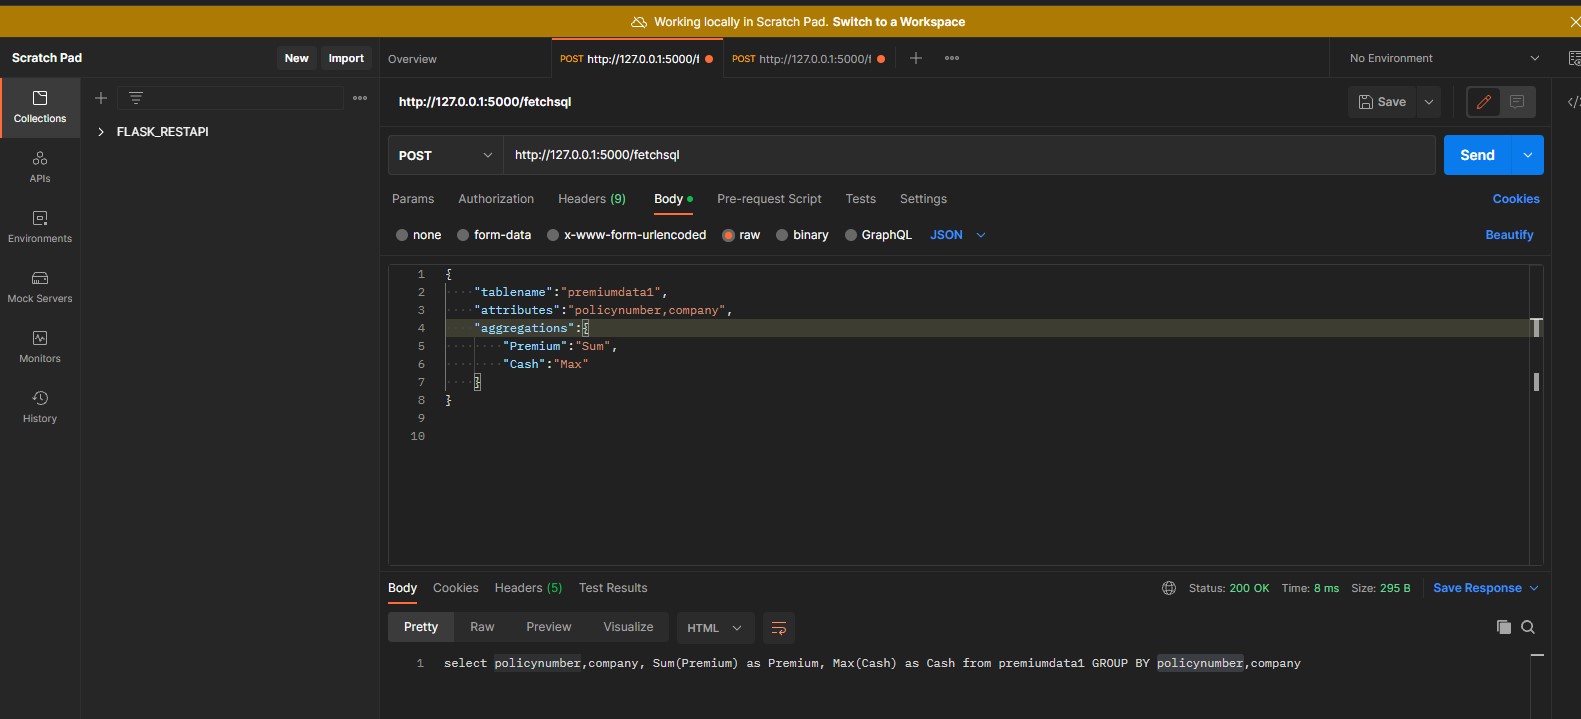 Working locally in Scratch Pad. Switch to a Workspace
Scratch Pad
New
Import
Overview
POST http://127.0.0.1:5000/f
POST http://127.0.0.1:5000/f
No Environment
Collections
APIs
Environments
Mock Servers
Monitors
History
FLASK_RESTAPI
http://127.0.0.1:5000/fetchsql
Save
POST
http://127.0.0.1:5000/fetchsql
Send
Params Authorization Headers (9) Body Pre-request Script Tests Settings Cookies
none form-data x-www-form-urlencoded raw binary GraphQL JSON Beautify
1 {
2 "tablename":"premiumdata1",
3 "attributes":"policynumber,company",
4 "aggregations":{
5 "Premium":"Sum",
6 "Cash":"Max"
7 }
8 }
9
10
Body Cookies Headers (5) Test Results Status: 200 OK Time: 8 ms Size: 295 B Save Response
Pretty Raw Preview Visualize HTML
1 select policynumber,company, Sum(Premium) as Premium, Max(Cash) as Cash from premiumdata1 GROUP BY policynumber,company